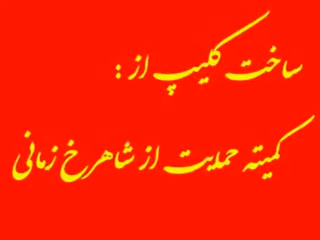 ساخت کلیپ از :
کمیته حمایت از شاهرخ زمانی